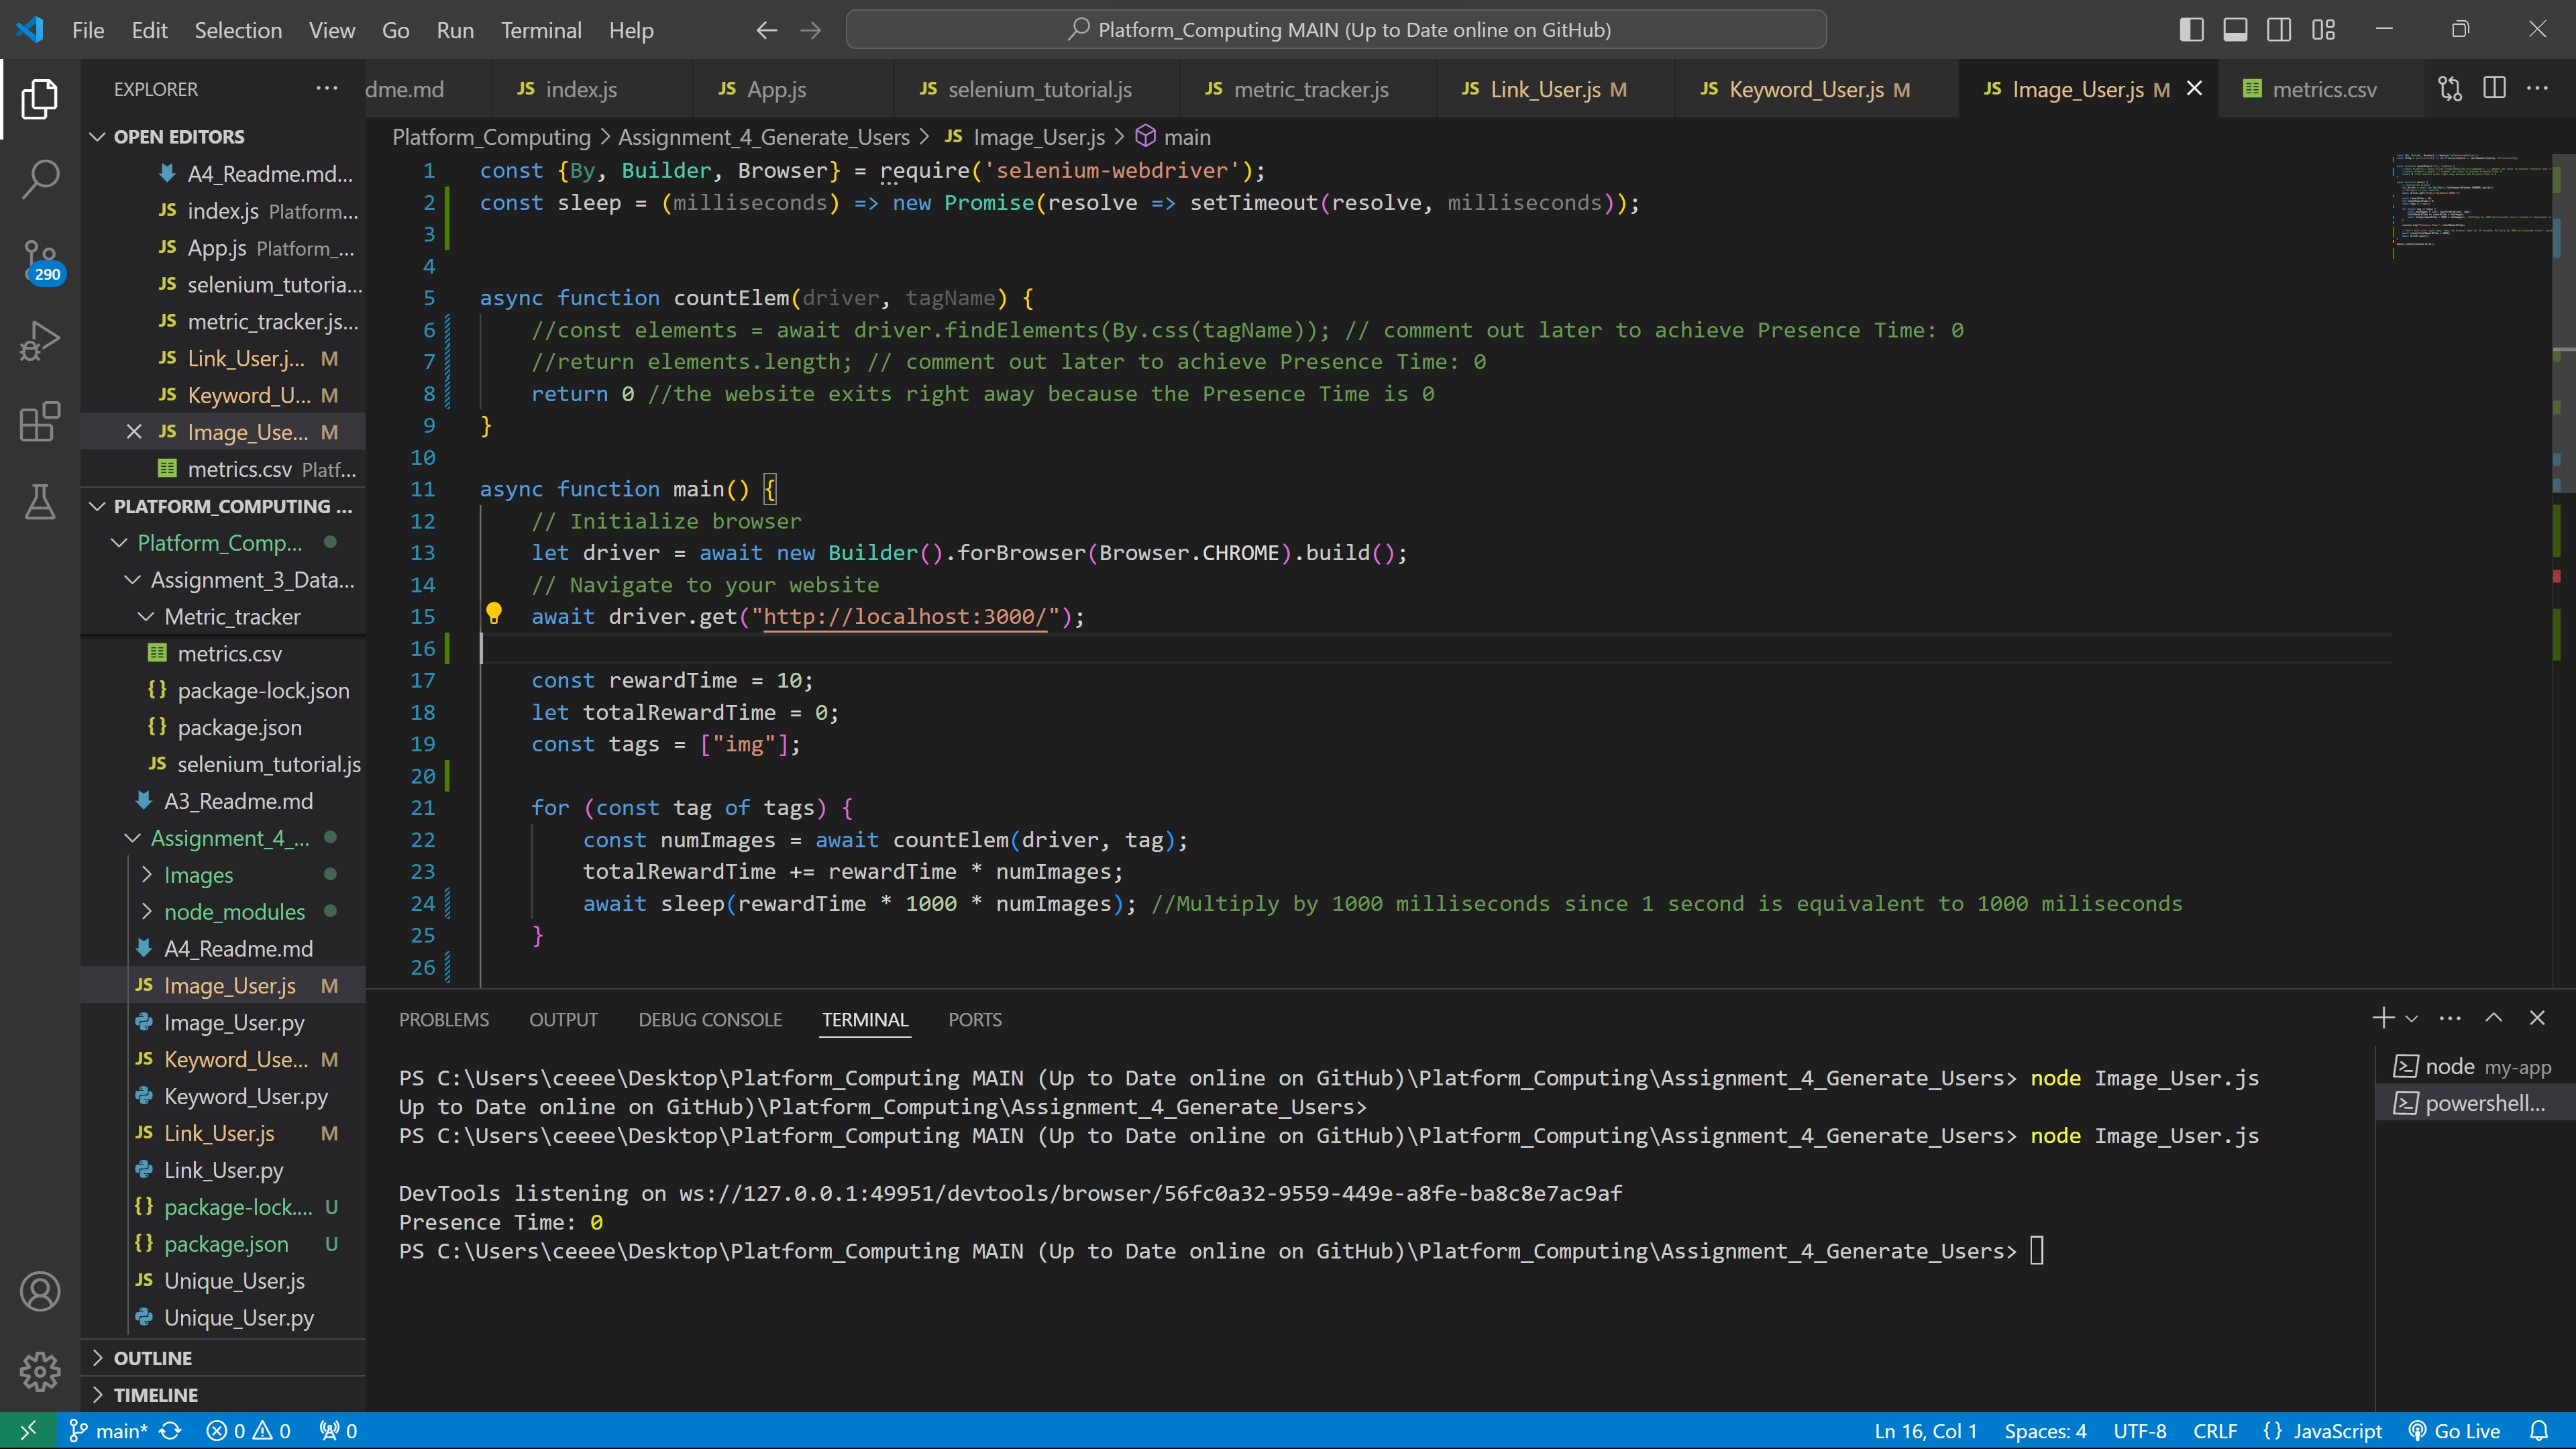 File Edit Selection View Go Run Terminal Help
Platform_Computing MAIN (Up to Date online on GitHub)
EXPLORER
dme.md
JS index.js
JS App.js
JS selenium_tutorial.js
JS metric_tracker.js
JS Link_User.js M
JS Keyword_User.js M
JS Image_User.js M
metrics.csv
OPEN EDITORS
A4_Readme.md...
JS index.js Platform...
JS App.js Platform_...
JS selenium_tutoria...
JS metric_tracker.js...
JS Link_User.j... M
JS Keyword_U... M
JS Image_Use... M
metrics.csv Platf...
PLATFORM_COMPUTING ...
Platform_Comp...
Assignment_3_Data...
Metric_tracker
metrics.csv
{} package-lock.json
{} package.json
JS selenium_tutorial.js
A3_Readme.md
Assignment_4_...
Images
node_modules
A4_Readme.md
JS Image_User.js M
Image_User.py
JS Keyword_Use... M
Keyword_User.py
JS Link_User.js M
Link_User.py
{} package-lock.... U
{} package.json U
JS Unique_User.js
Unique_User.py
OUTLINE
TIMELINE
290
Platform_Computing > Assignment_4_Generate_Users > JS Image_User.js > main
1 const {By, Builder, Browser} = require('selenium-webdriver');
2 const sleep = (milliseconds) => new Promise(resolve => setTimeout(resolve, milliseconds));
3
4
5 async function countElem(driver, tagName) {
6 //const elements = await driver.findElements(By.css(tagName)); // comment out later to achieve Presence Time: 0
7 //return elements.length; // comment out later to achieve Presence Time: 0
8 return 0 //the website exits right away because the Presence Time is 0
9 }
10
11 async function main() {
12 // Initialize browser
13 let driver = await new Builder().forBrowser(Browser.CHROME).build();
14 // Navigate to your website
15 await driver.get("http://localhost:3000/");
16
17 const rewardTime = 10;
18 let totalRewardTime = 0;
19 const tags = ["img"];
20
21 for (const tag of tags) {
22 const numImages = await countElem(driver, tag);
23 totalRewardTime += rewardTime * numImages;
24 await sleep(rewardTime * 1000 * numImages); //Multiply by 1000 milliseconds since 1 second is equivalent to 1000 miliseconds
25 }
26
PROBLEMS OUTPUT DEBUG CONSOLE TERMINAL PORTS
PS C:\Users\ceeee\Desktop\Platform_Computing MAIN (Up to Date online on GitHub)\Platform_Computing\Assignment_4_Generate_Users> node Image_User.js
Up to Date online on GitHub)\Platform_Computing\Assignment_4_Generate_Users>
PS C:\Users\ceeee\Desktop\Platform_Computing MAIN (Up to Date online on GitHub)\Platform_Computing\Assignment_4_Generate_Users> node Image_User.js
DevTools listening on ws://127.0.0.1:49951/devtools/browser/56fc0a32-9559-449e-a8fe-ba8c8e7ac9af
Presence Time: 0
PS C:\Users\ceeee\Desktop\Platform_Computing MAIN (Up to Date online on GitHub)\Platform_Computing\Assignment_4_Generate_Users>
node my-app
powershell...
main* 0 0 0
Ln 16, Col 1 Spaces: 4 UTF-8 CRLF {} JavaScript Go Live